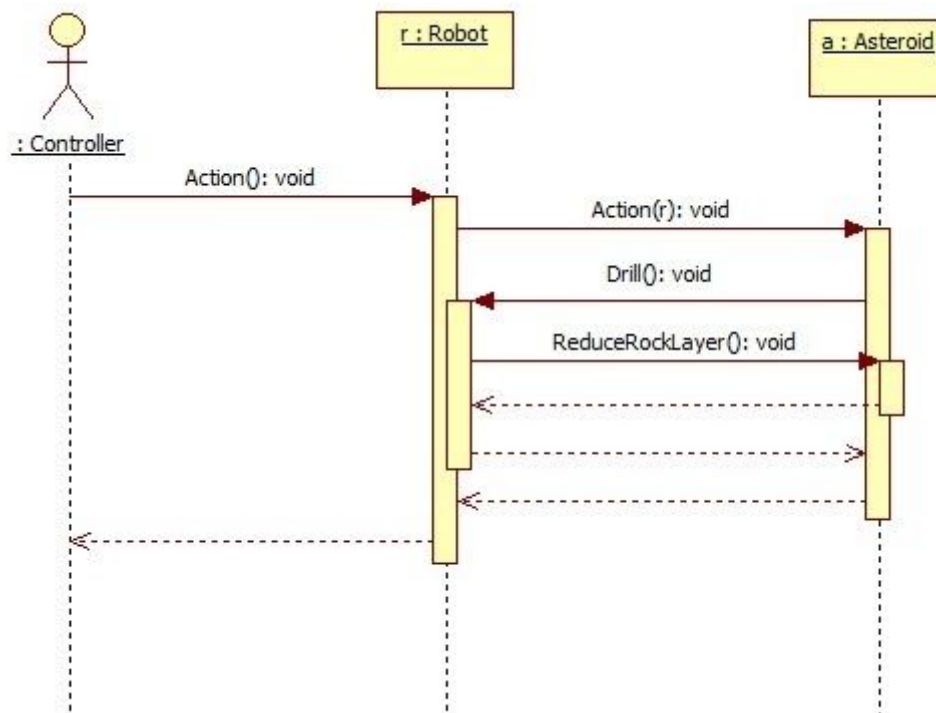 r : Robot
a : Asteroid
: Controller
Action(): void
Action(r): void
Drill(): void
ReduceRockLayer(): void